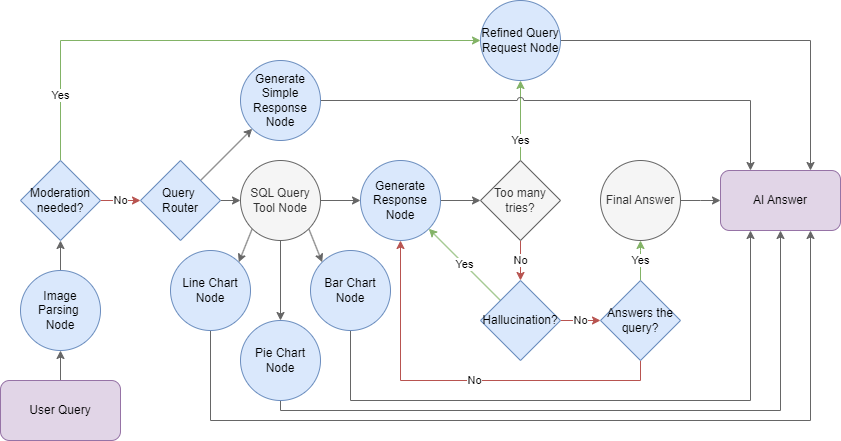 Refined Query
Request Node
Generate
Simple
Response
Node
Yes
Yes
Moderation
needed?
No
Query
Router
SQL Query
Tool Node
Generate
Response
Node
Too many
tries?
Final Answer
AI Answer
Yes
No
Yes
Image
Parsing
Node
Line Chart
Node
Bar Chart
Node
Hallucination?
No
Answers the
query?
Pie Chart
Node
No
User Query